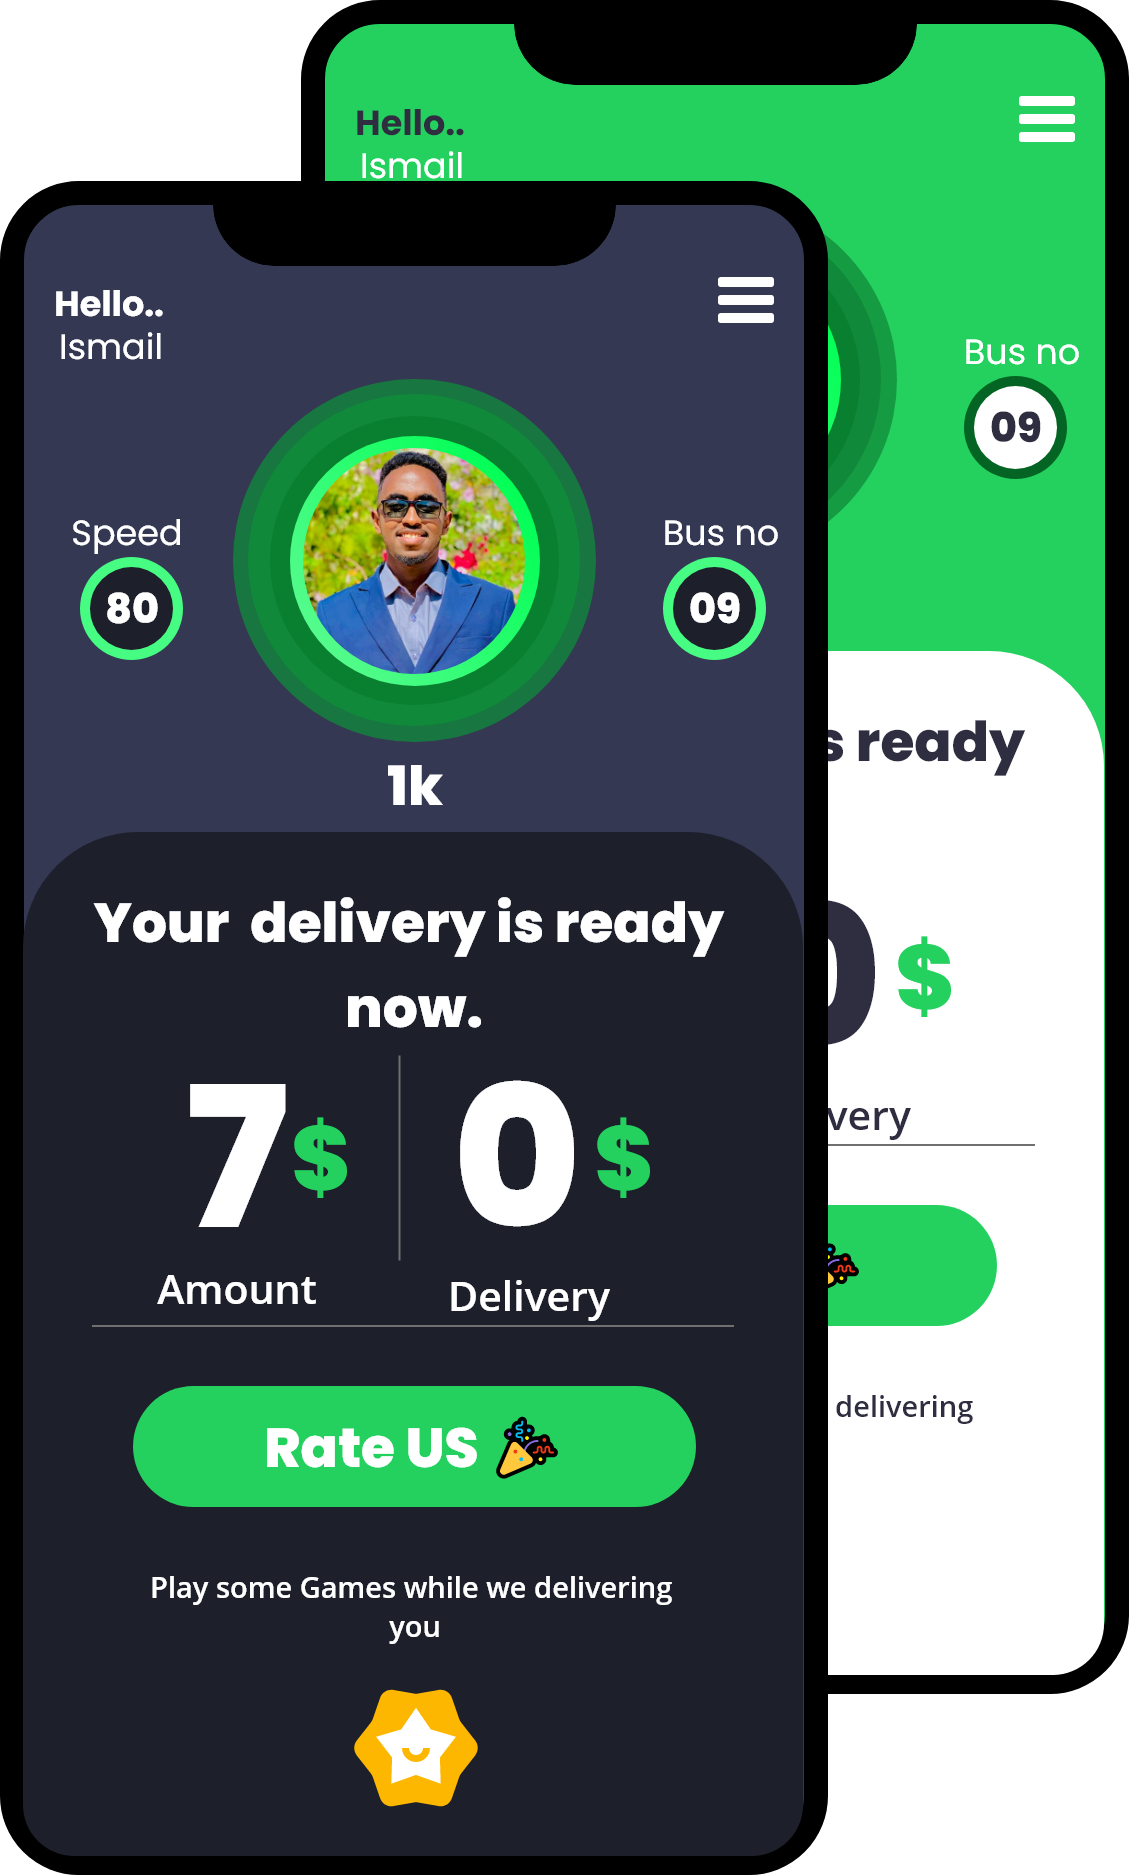 Hello..
Ismail
Bus no
09
s ready
0 $
very
delivering
Hello..
Ismail
Speed
80
Bus no
09
1k
Your delivery is ready
now.
7$
0 $
Amount
Delivery
Rate US
Play some Games while we delivering
you